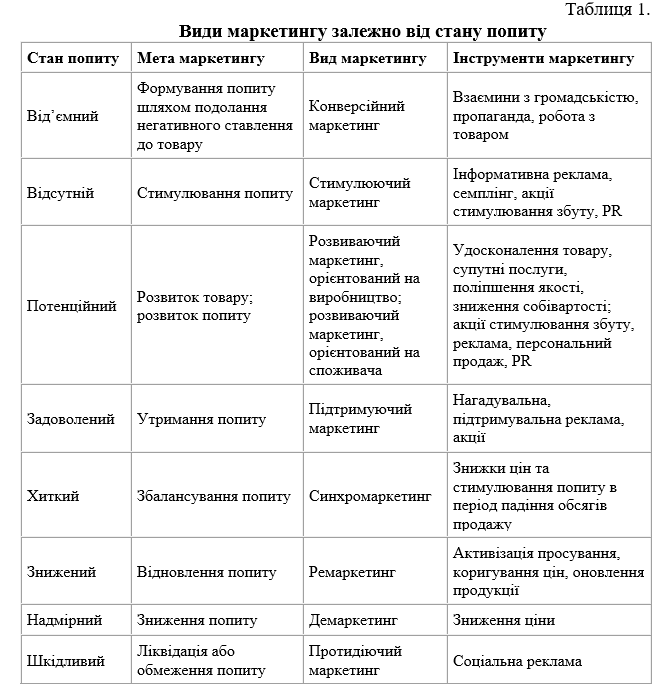 Таблиця 1.
Види маркетингу залежно від стану попиту
Стан попиту Мета маркетингу Вид маркетингу Інструменти маркетингу
Від’ємний
Формування попиту
шляхом подолання
негативного ставлення
до товару
Конверсійний
маркетинг
Взаємини з громадськістю,
пропаганда, робота з
товаром
Відсутній
Стимулювання попиту
Стимулюючий
маркетинг
Інформативна реклама,
семплінг, акції
стимулювання збуту, PR
Потенційний
Розвиток товару;
розвиток попиту
Розвиваючий
маркетинг,
орієнтований на
виробництво;
розвиваючий
маркетинг,
орієнтований на
споживача
Удосконалення товару,
супутні послуги,
поліпшення якості,
зниження собівартості;
акції стимулювання збуту,
реклама, персональний
продаж, PR
Задоволений
Утримання попиту
Підтримуючий
маркетинг
Нагадувальна,
підтримувальна реклама,
акції
Хиткий
Збалансування попиту
Синхромаркетинг
Знижки цін та
стимулювання попиту в
період падіння обсягів
продажу
Знижений
Відновлення попиту
Ремаркетинг
Активізація просування,
коригування цін, оновлення
продукції
Надмірний
Зниження попиту
Демаркетинг
Зниження ціни
Шкідливий
Ліквідація або
обмеження попиту
Протидіючий
маркетинг
Соціальна реклама